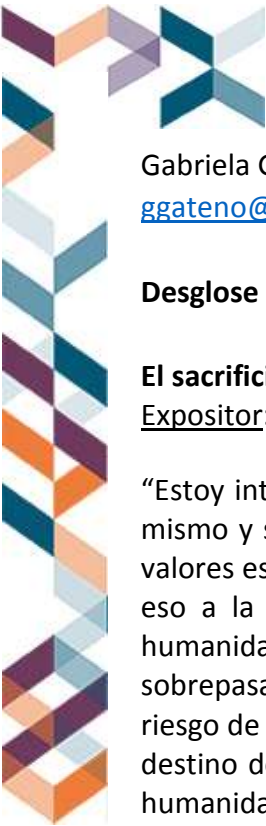 Gabriela
ggateno@
Desglose
El sacrifici
Expositor:
“Estoy int
mismo y s
valores es
eso a la
humanida
sobrepasa
riesgo de
destino de
humanida